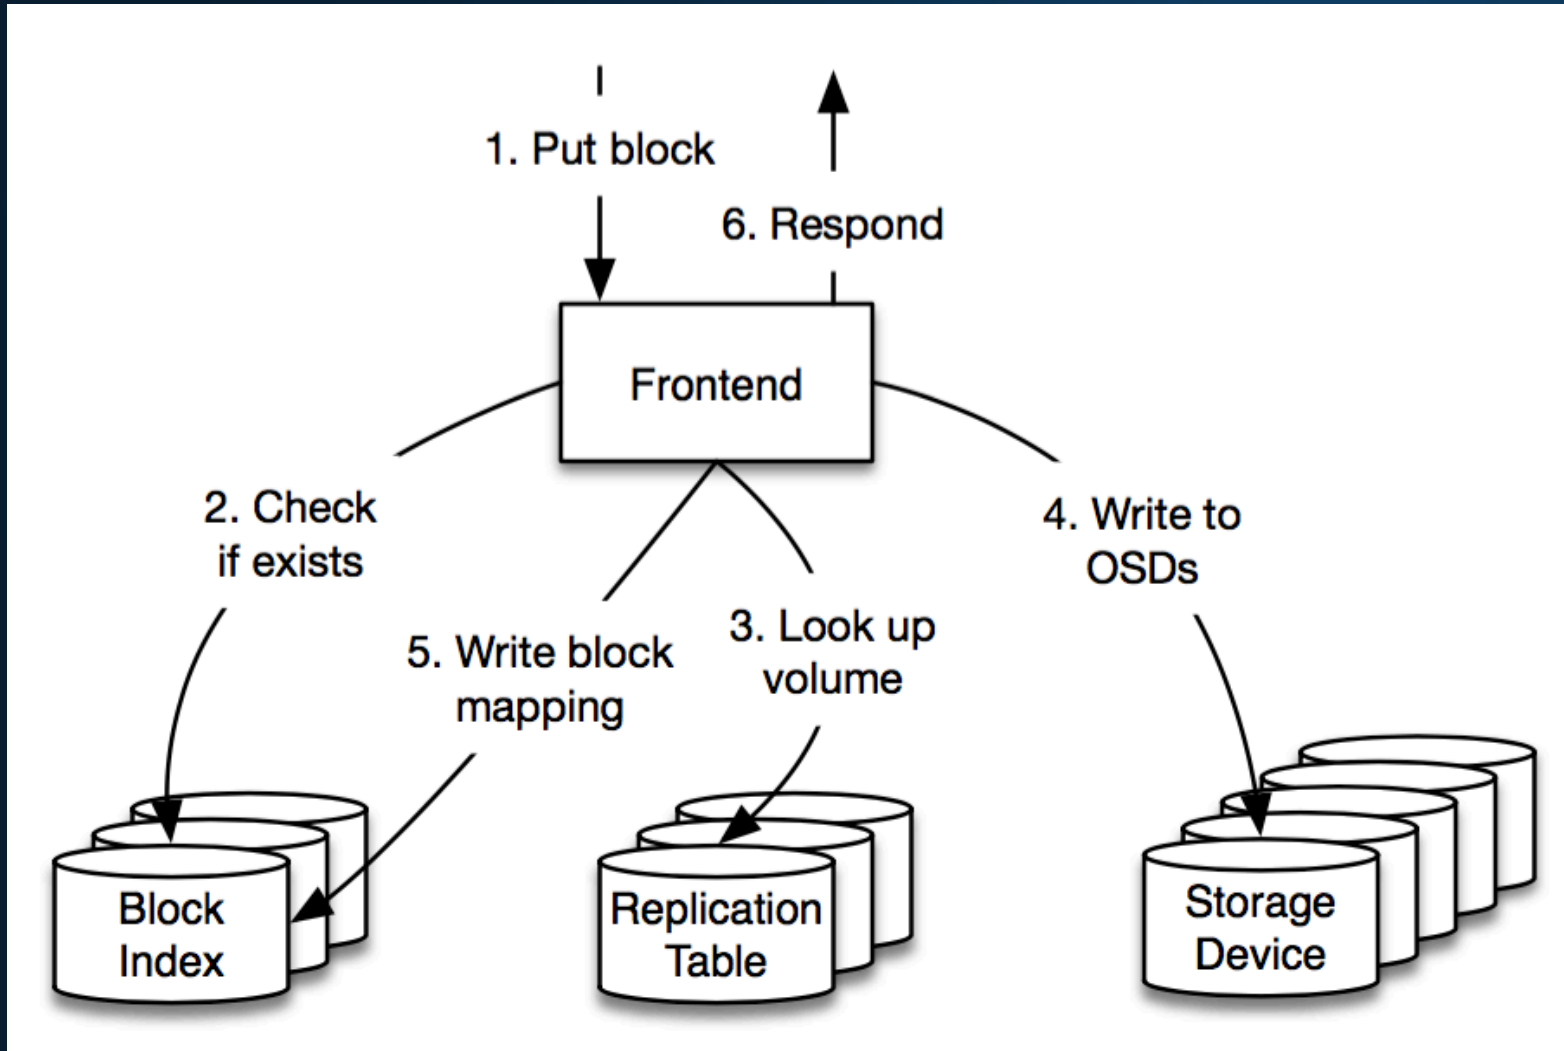 1. Put block
6. Respond
Frontend
2. Check
if exists
4. Write to
OSDs
5. Write block
mapping
3. Look up
volume
Block
Index
Replication
Table
Storage
Device